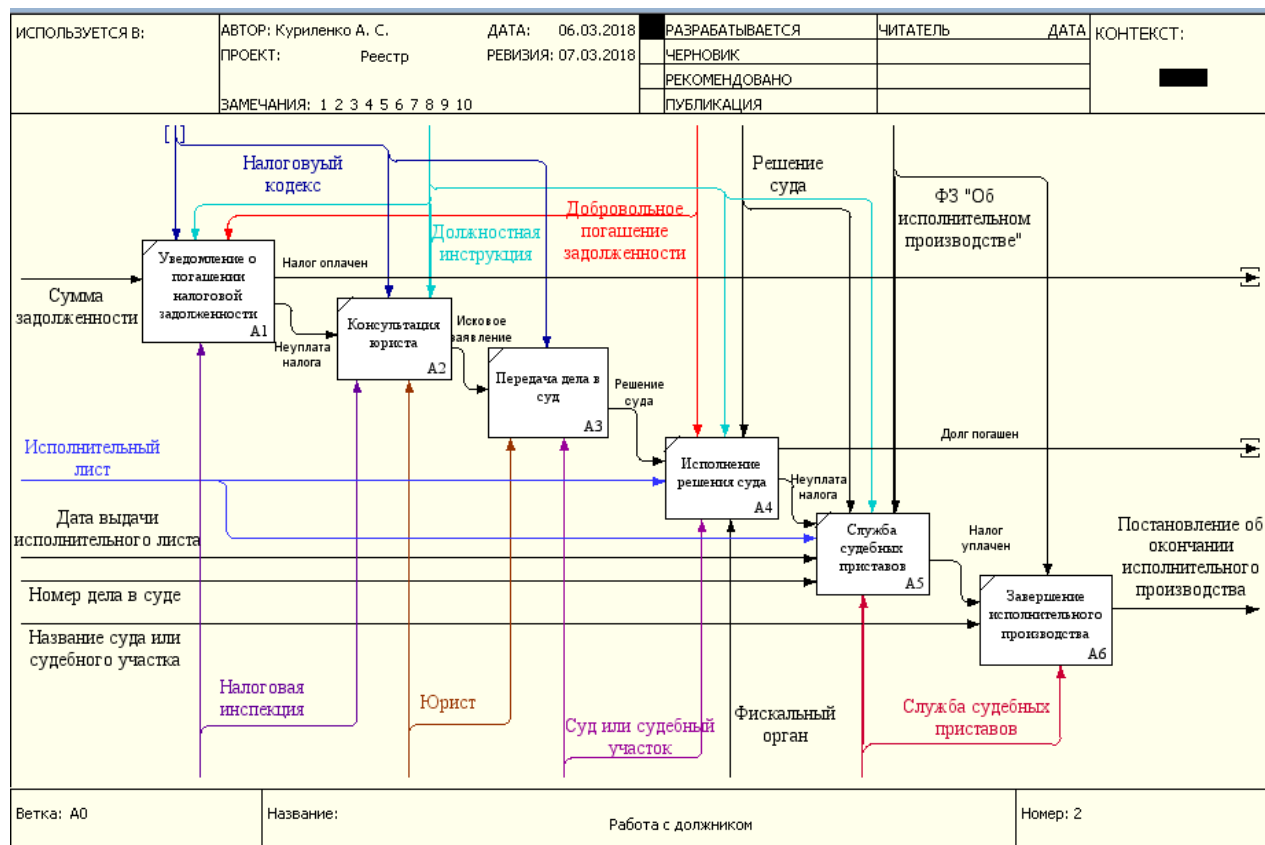 ИСПОЛЬЗУЕТСЯ В:
АВТОР: Куриленко А. С.
ДАТА: 06.03.2018
ПРОЕКТ: Реестр
РЕВИЗИЯ: 07.03.2018
ЗАМЕЧАНИЯ: 1 2 3 4 5 6 7 8 9 10
РАЗРАБАТЫВАЕТСЯ
ЧЕРНОВИК
РЕКОМЕНДОВАНО
ПУБЛИКАЦИЯ
ЧИТАТЕЛЬ
ДАТА
КОНТЕКСТ:
Налоговуый
кодекс
Решение
суда
ФЗ "Об
исполнительном
производстве"
Добровольное
погашение
задолженности
Должностная
инструкция
Уведомление о
погашении
налоговой
задолженности
A1
Налог оплачен
Сумма
задолженности
Неуплата
налога
Консультация
юриста
A2
Исковое
заявление
Передача дела в
суд
A3
Решение
суда
Долг погашен
Исполнительный
лист
Исполнение
решения суда
A4
Неуплата
налога
Дата выдачи
исполнительного листа
Служба
судебных
приставов
A5
Налог
уплачен
Постановление об
окончании
исполнительного
производства
Номер дела в суде
Завершение
исполнительного
производства
A6
Название суда или
судебного участка
Налоговая
инспекция
Юрист
Суд или судебный
участок
Фискальный
орган
Служба судебных
приставов
Ветка: A0
Название:
Работа с должником
Номер: 2